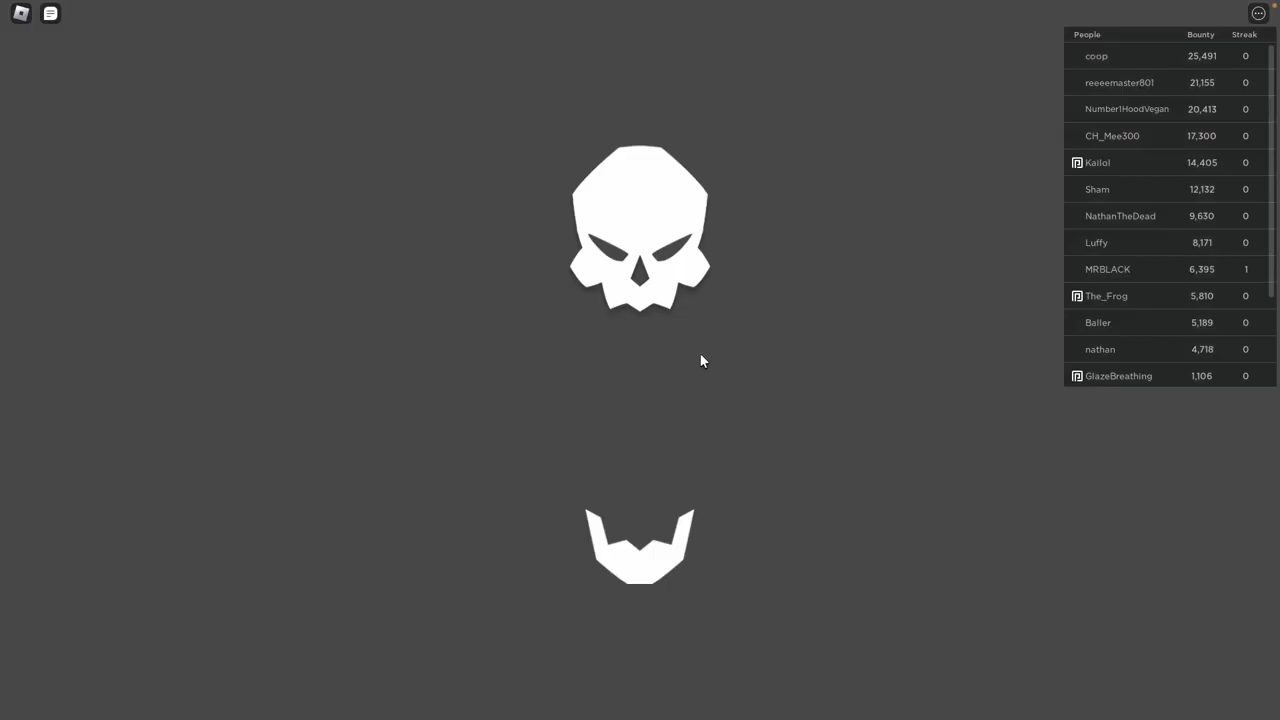 People Bounty Streak
coop 25,491 0
reeeemaster801 21,155 0
Number1HoodVegan 20,413 0
CH_Mee300 17,300 0
Kailol 14,405 0
Sham 12,132 0
NathanTheDead 9,630 0
Luffy 8,171 0
MRBLACK 6,395 1
The_Frog 5,810 0
Baller 5,189 0
nathan 4,718 0
GlazeBreathing 1,106 0